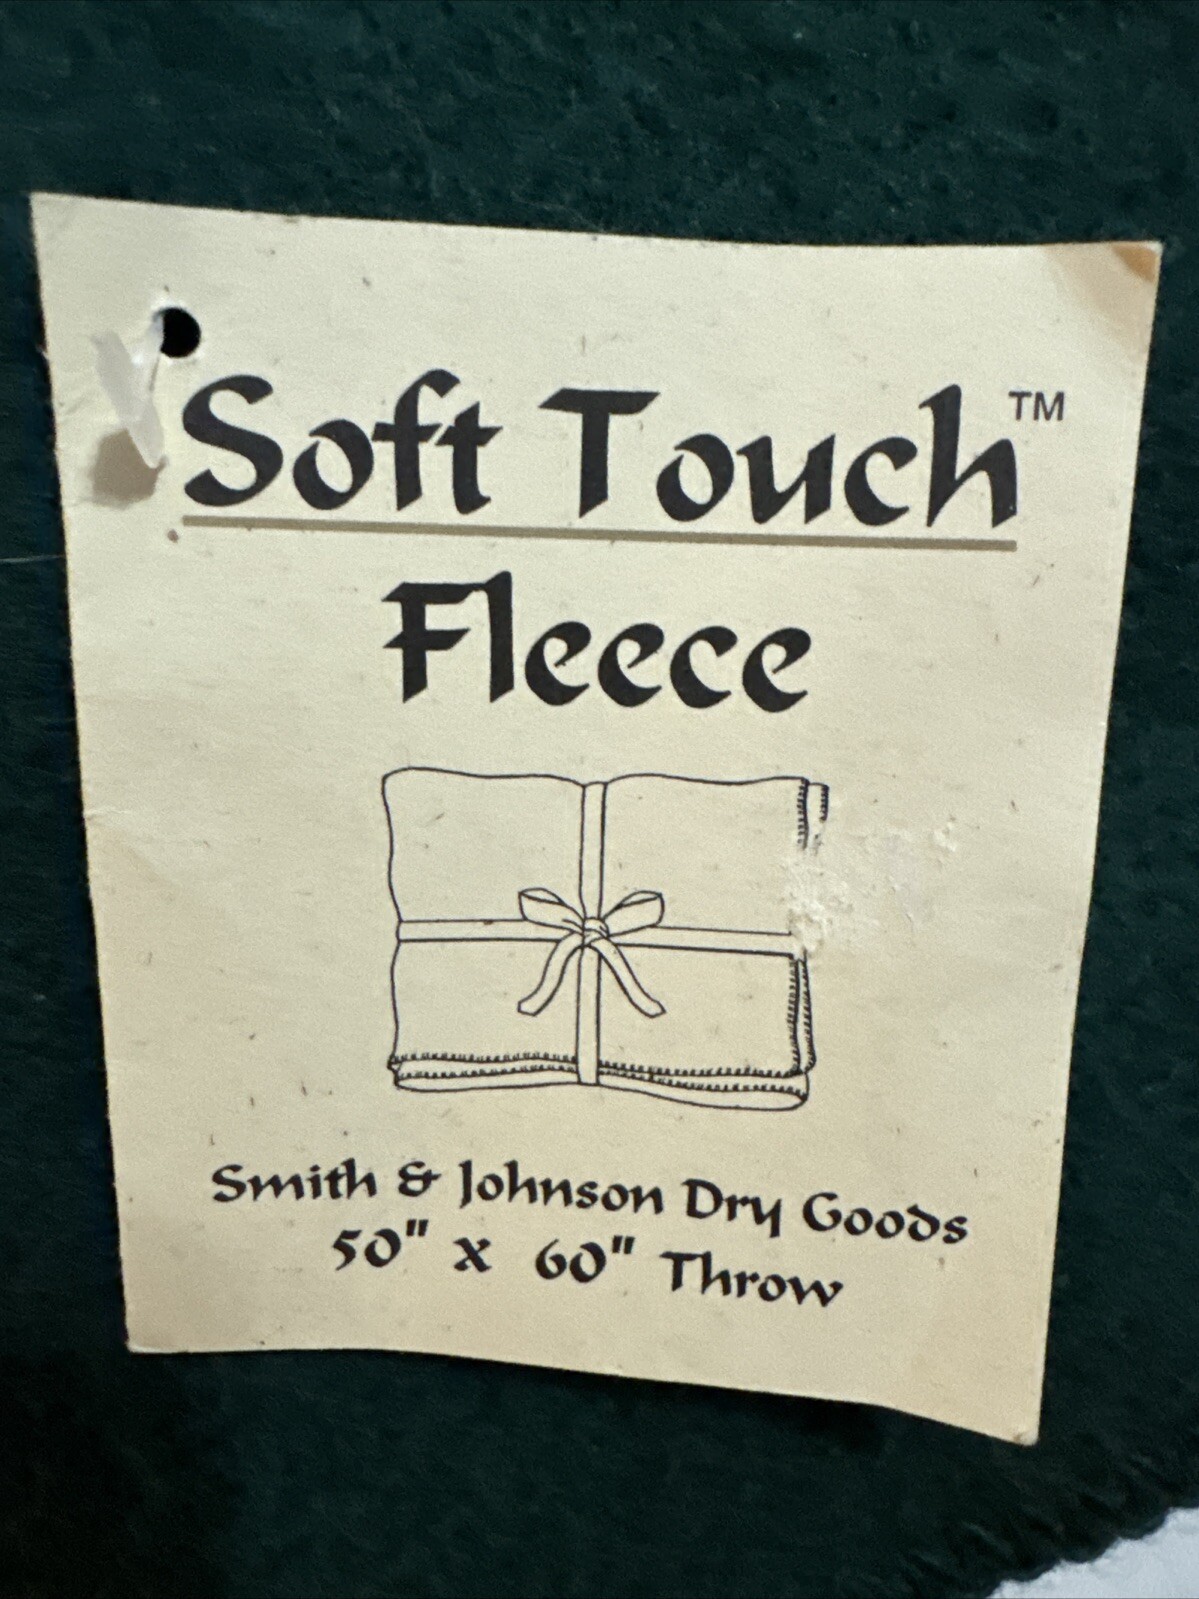 Soft Touch™
Fleece
Smith & Johnson Dry Goods
50" x 60" Throw